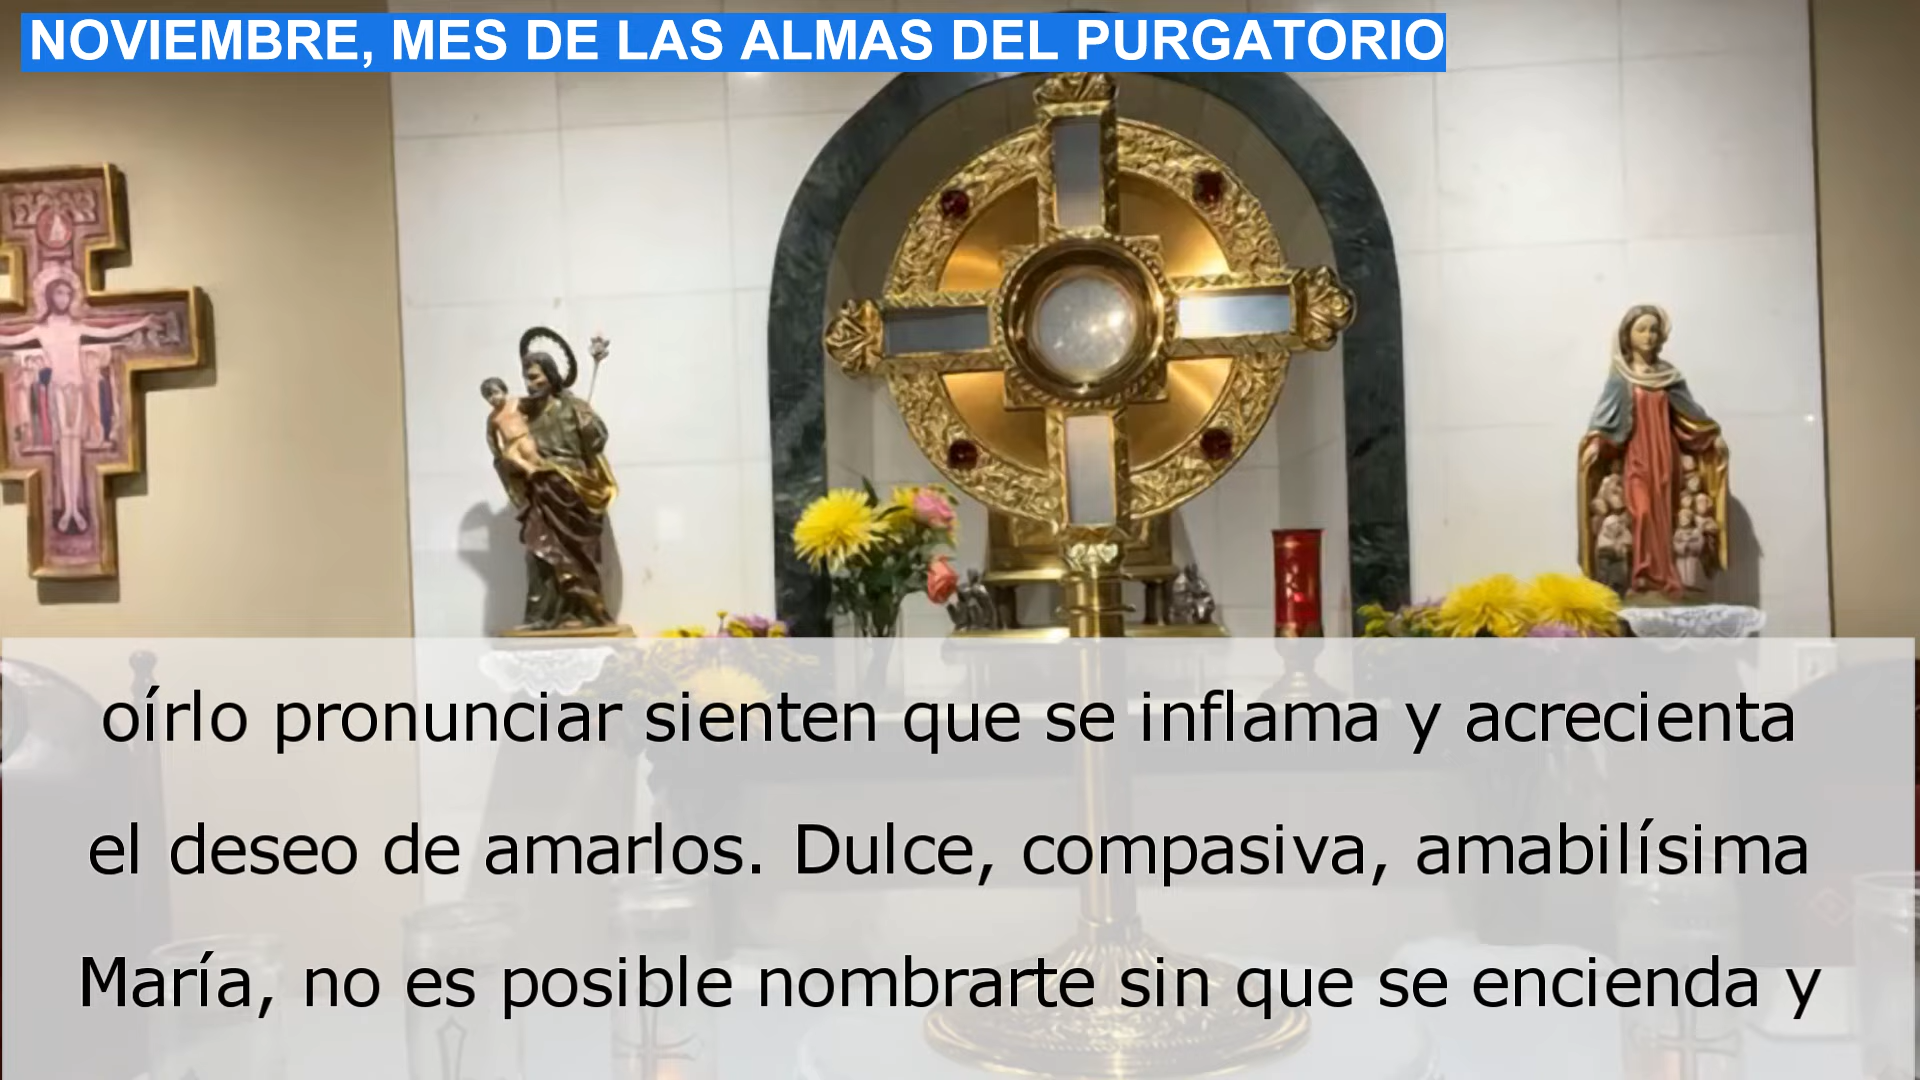 NOVIEMBRE, MES DE LAS ALMAS DEL PURGATORIO
oírlo pronunciar sienten que se inflama y acrecienta
el deseo de amarlos. Dulce, compasiva, amabilísima
María, no es posible nombrarte sin que se encienda y